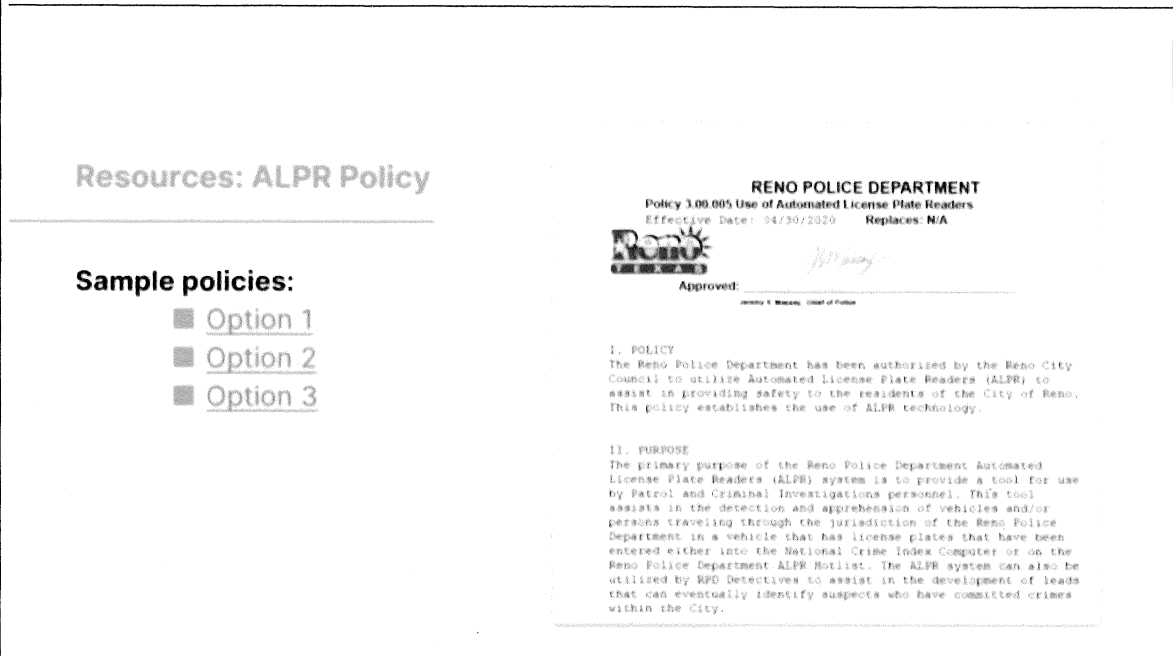 Resources: ALPR Policy
Sample policies:
Option 1
Option 2
Option 3
RENO POLICE DEPARTMENT
Policy 3.00.005 Use of Automated License Plate Readers
Effective Date: 04/30/2020 Replaces: N/A
Reno
TEXAS
Approved:
Chief of Police
I. POLICY
The Reno Police Department has been authorized by the Reno City
Council to utilize Automated License Plate Readers (ALPR) to
assist in providing safety to the residents of the City of Reno.
This policy establishes the use of ALPR technology.
II. PURPOSE
The primary purpose of the Reno Police Department Automated
License Plate Readers (ALPR) system is to provide a tool for use
by Patrol and Criminal Investigations personnel. This tool
assists in the detection and apprehension of vehicles and/or
persons traveling through the jurisdiction of the Reno Police
Department in a vehicle that has license plates that have been
entered either into the National Crime Index Computer or on the
Reno Police Department ALPR Hotlist. The ALPR system can also be
utilized by RPD Detectives to assist in the development of leads
that can eventually identify suspects who have committed crimes
within the City.